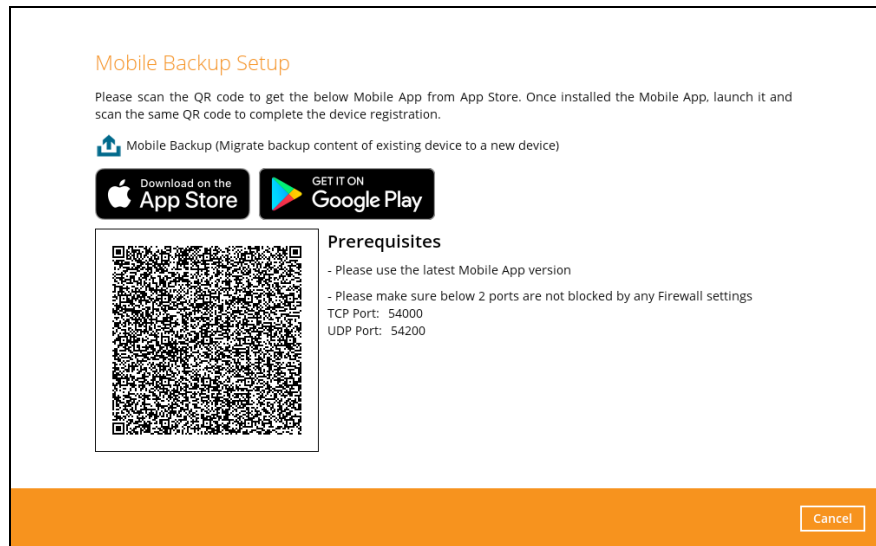 Mobile Backup Setup
Please scan the QR code to get the below Mobile App from App Store. Once installed the Mobile App, launch it and
scan the same QR code to complete the device registration.
Mobile Backup (Migrate backup content of existing device to a new device)
Download on the
App Store
GET IT ON
Google Play
Prerequisites
- Please use the latest Mobile App version
- Please make sure below 2 ports are not blocked by any Firewall settings
TCP Port: 54000
UDP Port: 54200
Cancel